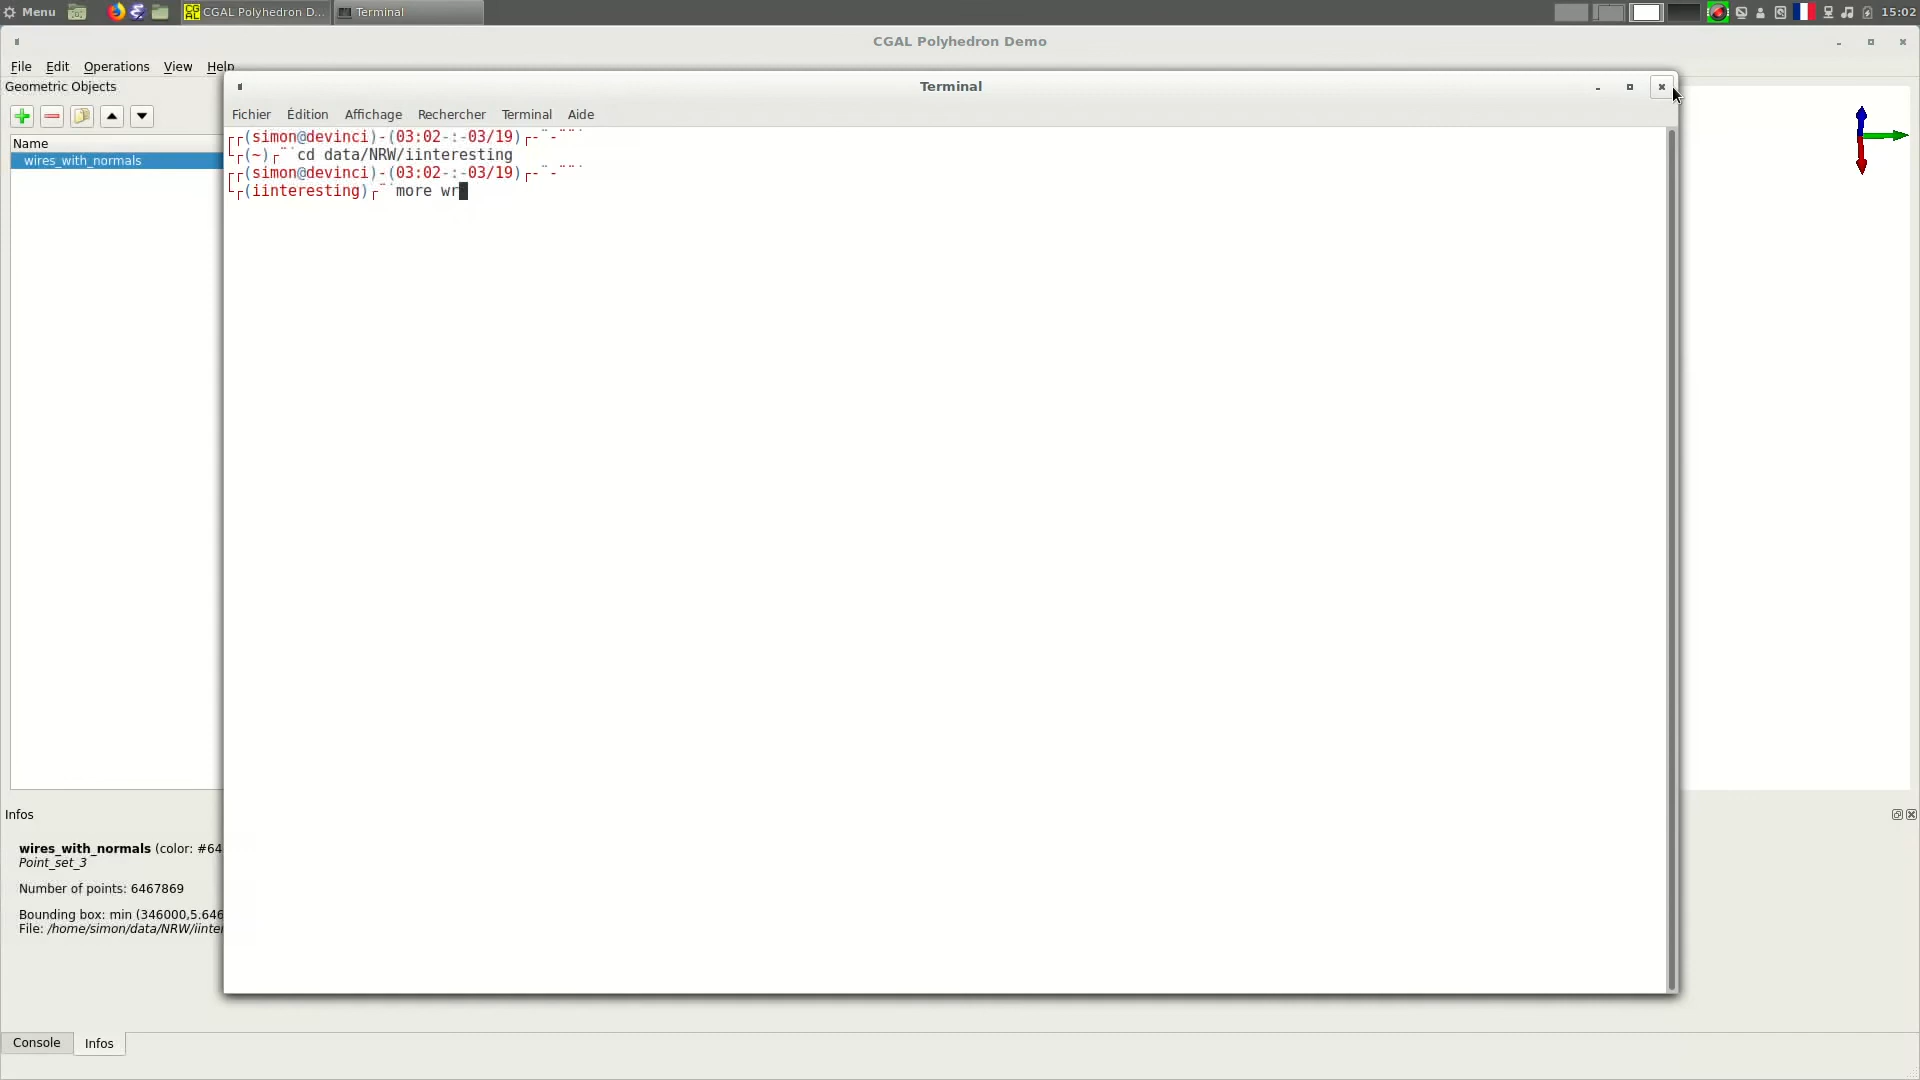 Menu CGAL Polyhedron D... Terminal 15:02
CGAL Polyhedron Demo
File Edit Operations View Help
Geometric Objects
Name
wires_with_normals
Terminal
Fichier Édition Affichage Rechercher Terminal Aide
(simon@devinci)-(03:02-:-03/19)
(~) cd data/NRW/iinteresting
(simon@devinci)-(03:02-:-03/19)
(iinteresting) more wr
Infos
wires_with_normals (color: #64
Point_set_3
Number of points: 6467869
Bounding box: min (346000,5.646
File: /home/simon/data/NRW/iinter
Console Infos